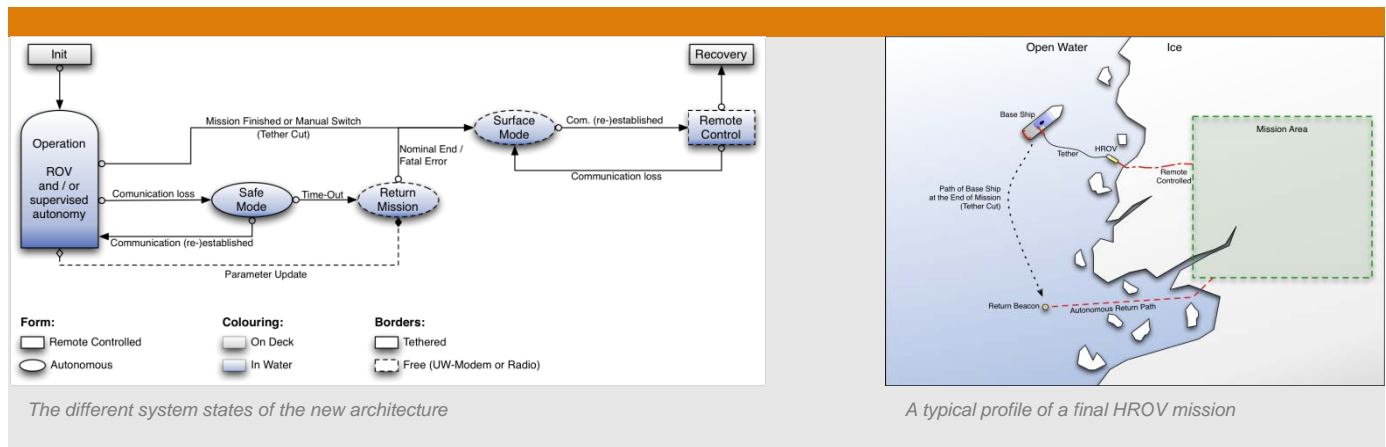 Init
Operation
ROV
and / or
supervised
autonomy
Mission Finished or Manual Switch
(Tether Cut)
Comunication loss
Safe
Mode
Time-Out
Communication (re-)established
Return
Mission
Nominal End /
Fatal Error
Parameter Update
Surface
Mode
Com. (re-)established
Communication loss
Recovery
Remote
Control
Form:
Remote Controlled
Autonomous
Colouring:
On Deck
In Water
Borders:
Tethered
Free (UW-Modem or Radio)
The different system states of the new architecture
Open Water
Ice
Base Ship
Tether
HROV
Remote
Controlled
Mission Area
Path of Base Ship
at the End of Mission
(Tether Cut)
Return Beacon
Autonomous Return Path
A typical profile of a final HROV mission